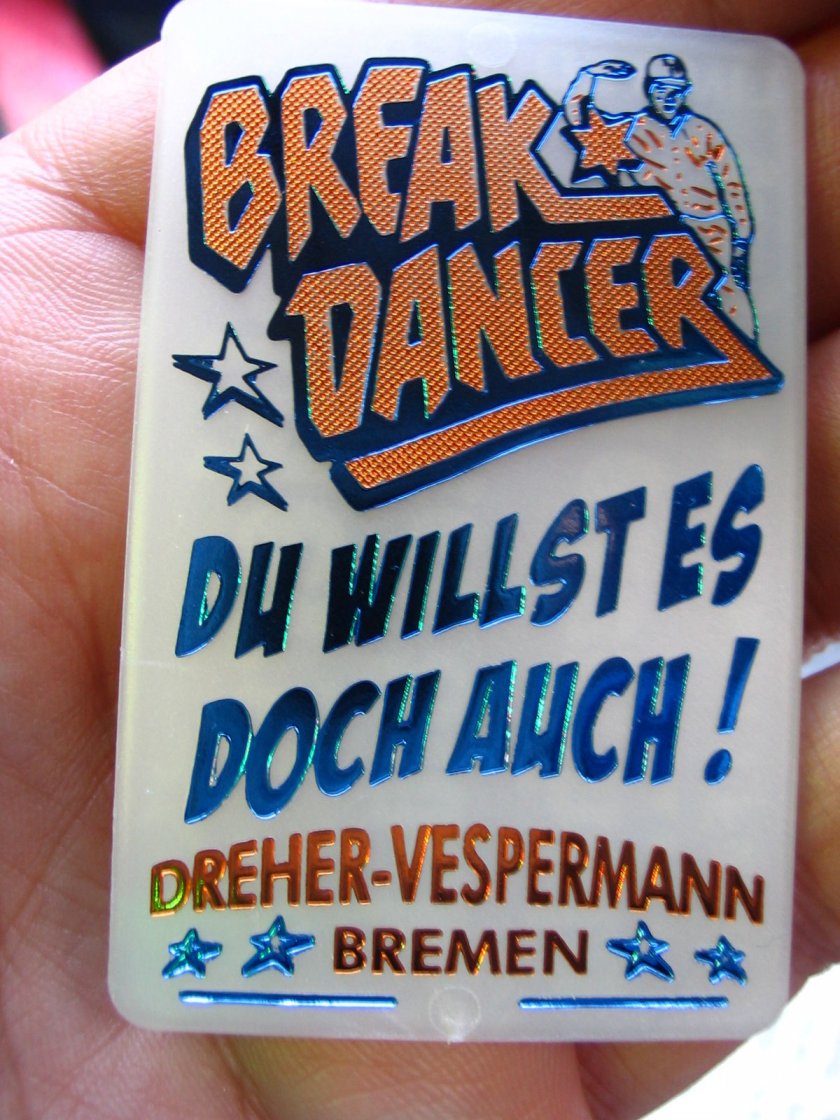 BREAK
DANCER
DU WILLST ES
DOCH AUCH!
DREHER-VESPERMANN
BREMEN